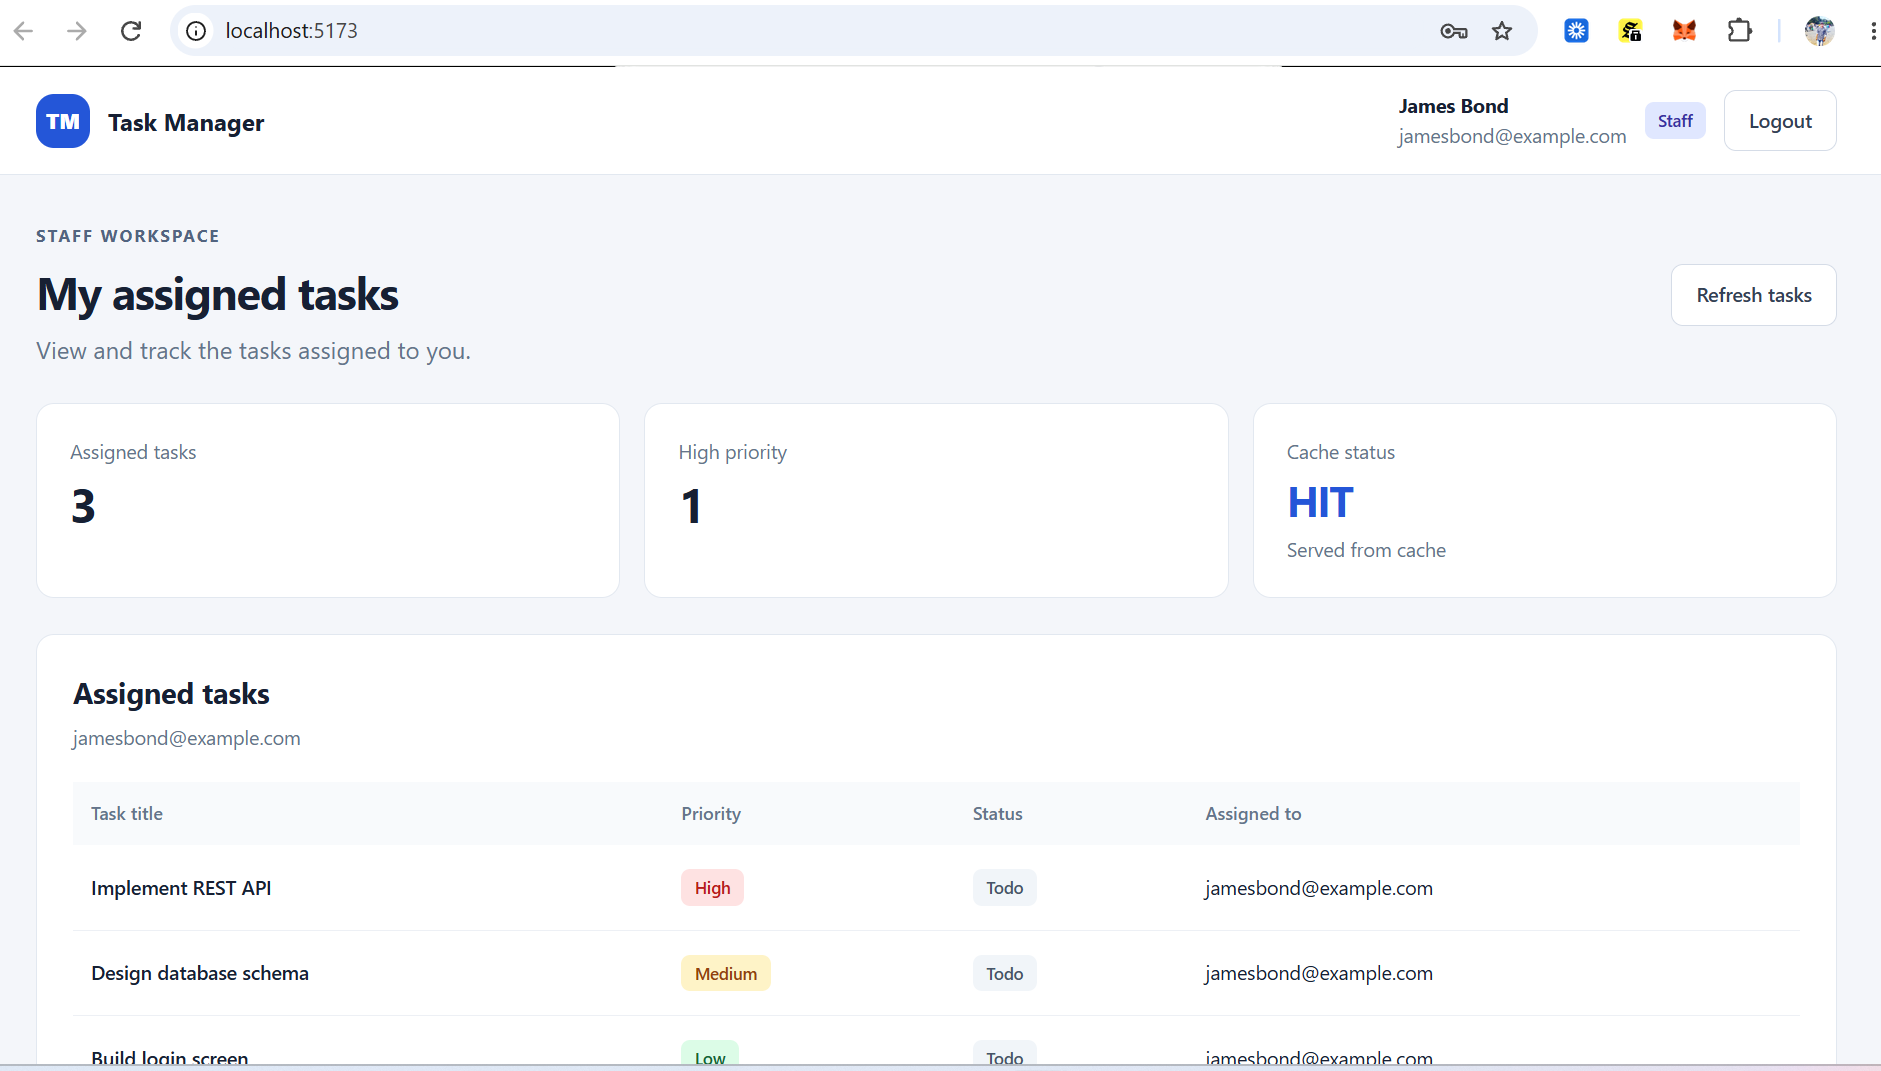 localhost:5173
TM
Task Manager
James Bond
jamesbond@example.com
Staff
Logout
STAFF WORKSPACE
My assigned tasks
View and track the tasks assigned to you.
Refresh tasks
Assigned tasks
3
High priority
1
Cache status
HIT
Served from cache
Assigned tasks
jamesbond@example.com
Task title Priority Status Assigned to
Implement REST API High Todo jamesbond@example.com
Design database schema Medium Todo jamesbond@example.com
Build login screen Low Todo jamesbond@example.com